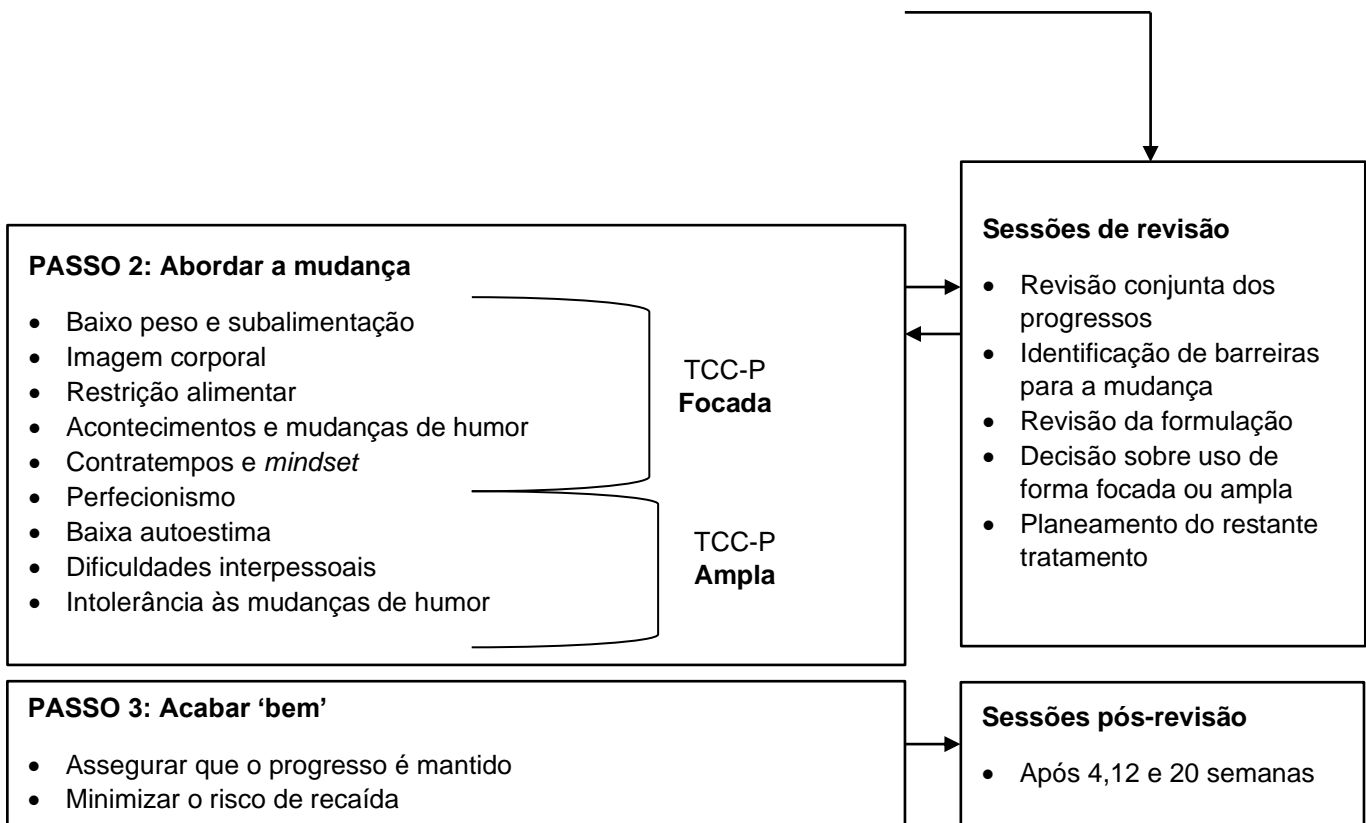 PASSO 2: Abordar a mudança
• Baixo peso e subalimentação
• Imagem corporal
• Restrição alimentar
• Acontecimentos e mudanças de humor
• Contratempos e mindset
• Perfecionismo
• Baixa autoestima
• Dificuldades interpessoais
• Intolerância às mudanças de humor
TCC-P
Focada
TCC-P
Ampla
Sessões de revisão
• Revisão conjunta dos
progressos
• Identificação de barreiras
para a mudança
• Revisão da formulação
• Decisão sobre uso de
forma focada ou ampla
• Planeamento do restante
tratamento
PASSO 3: Acabar ‘bem’
• Assegurar que o progresso é mantido
• Minimizar o risco de recaída
Sessões pós-revisão
• Após 4,12 e 20 semanas